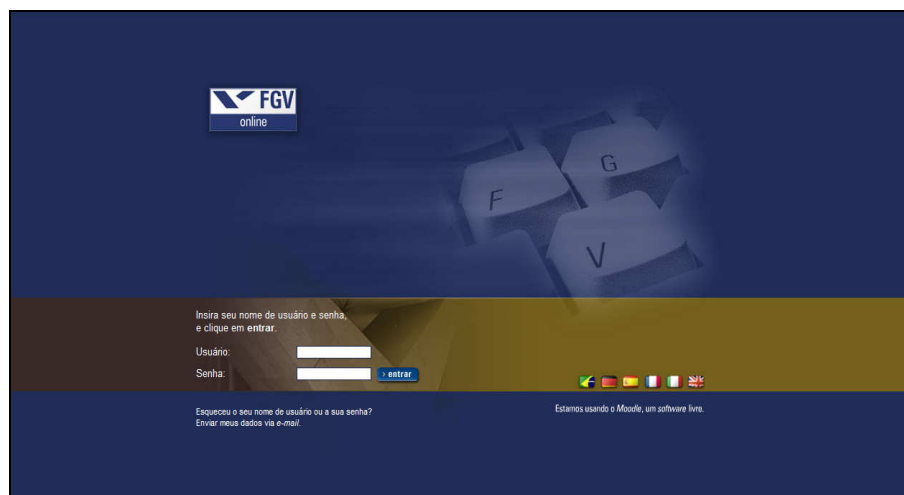 FGV
online
G
F
V
Insira seu nome de usuário e senha,
e clique em entrar.
Usuário:
Senha:
› entrar
Esqueceu o seu nome de usuário ou a sua senha?
Enviar meus dados via e-mail.
Estamos usando o Moodle, um software livre.